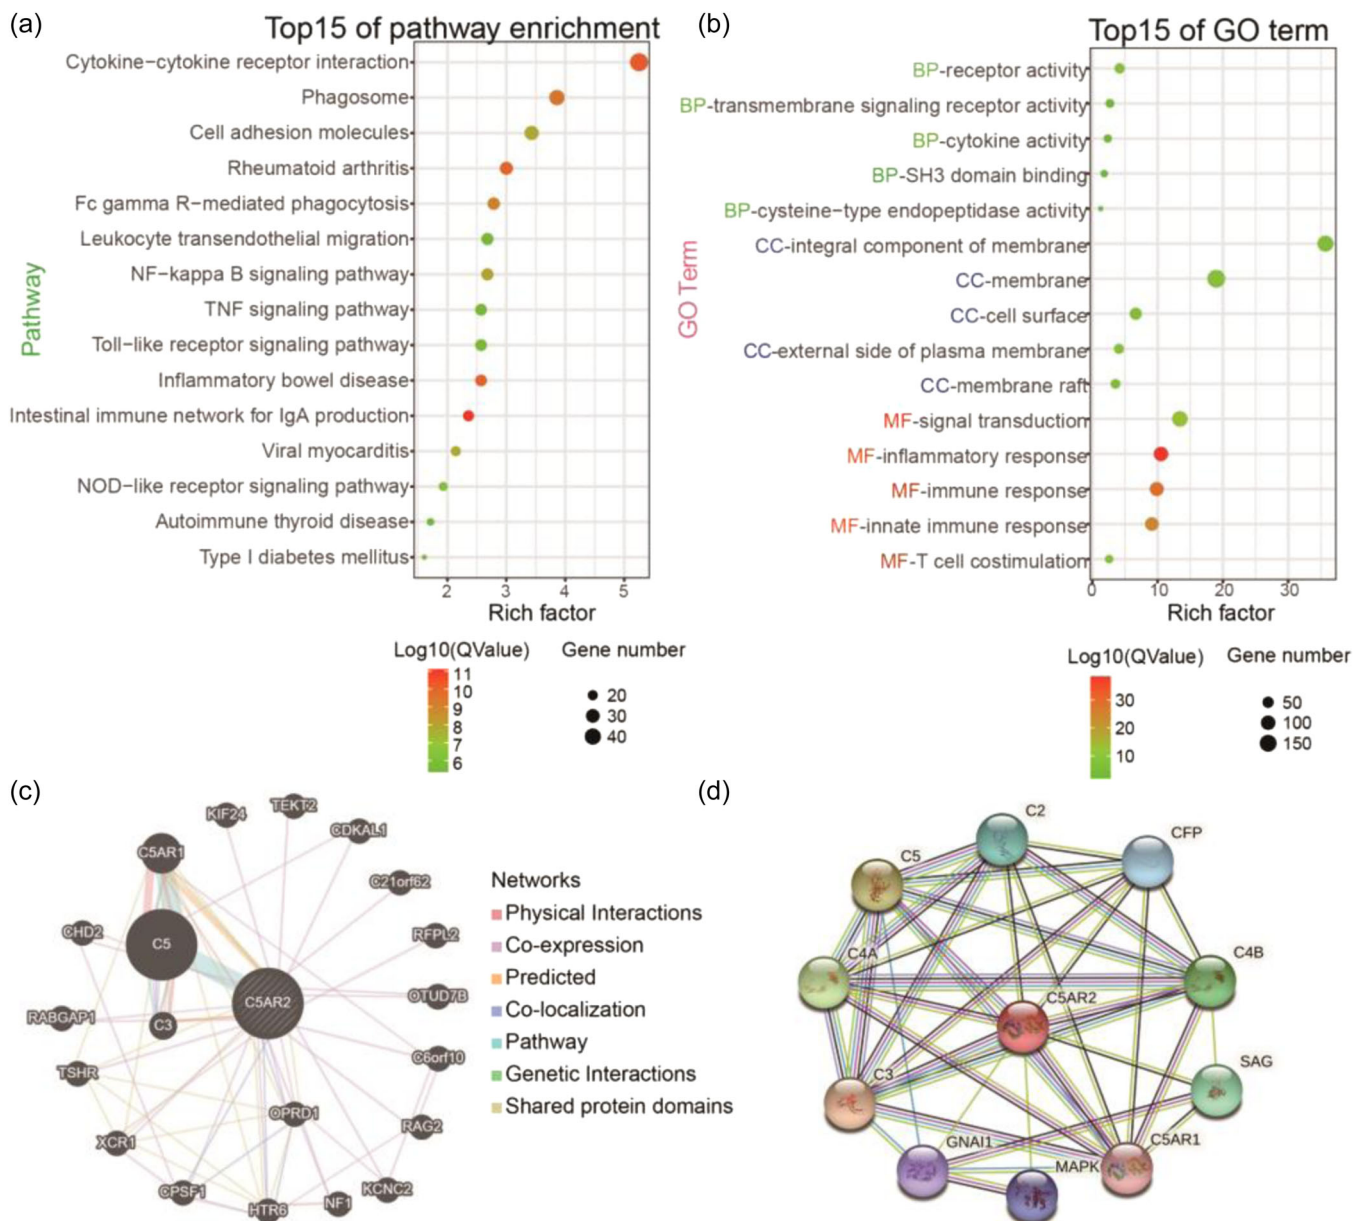 (a)
Top15 of pathway enrichment
Cytokine−cytokine receptor interaction
Phagosome
Cell adhesion molecules
Rheumatoid arthritis
Fc gamma R−mediated phagocytosis
Leukocyte transendothelial migration
NF−kappa B signaling pathway
TNF signaling pathway
Toll−like receptor signaling pathway
Inflammatory bowel disease
Intestinal immune network for IgA production
Viral myocarditis
NOD−like receptor signaling pathway
Autoimmune thyroid disease
Type I diabetes mellitus
Pathway
2 3 4 5
Rich factor
Log10(QValue)
11
10
9
8
7
6
Gene number
20
30
40
(b)
Top15 of GO term
BP-receptor activity
BP-transmembrane signaling receptor activity
BP-cytokine activity
BP-SH3 domain binding
BP-cysteine−type endopeptidase activity
CC-integral component of membrane
CC-membrane
CC-cell surface
CC-external side of plasma membrane
CC-membrane raft
MF-signal transduction
MF-inflammatory response
MF-immune response
MF-innate immune response
MF-T cell costimulation
GO Term
0 10 20 30
Rich factor
Log10(QValue)
30
20
10
Gene number
50
100
150
(c)
TEKT2
KIF24
CDKAL1
C5AR1
C21orf62
CHD2
C5
RFPL2
C5AR2
OTUD7B
RABGAP1
C3
C6orf10
TSHR
OPRD1
RAG2
XCR1
CPSF1
KCNC2
NF1
HTR6
Networks
Physical Interactions
Co-expression
Predicted
Co-localization
Pathway
Genetic Interactions
Shared protein domains
(d)
C2
CFP
C5
C4A
C4B
C5AR2
SAG
C3
GNAI1
C5AR1
MAPK